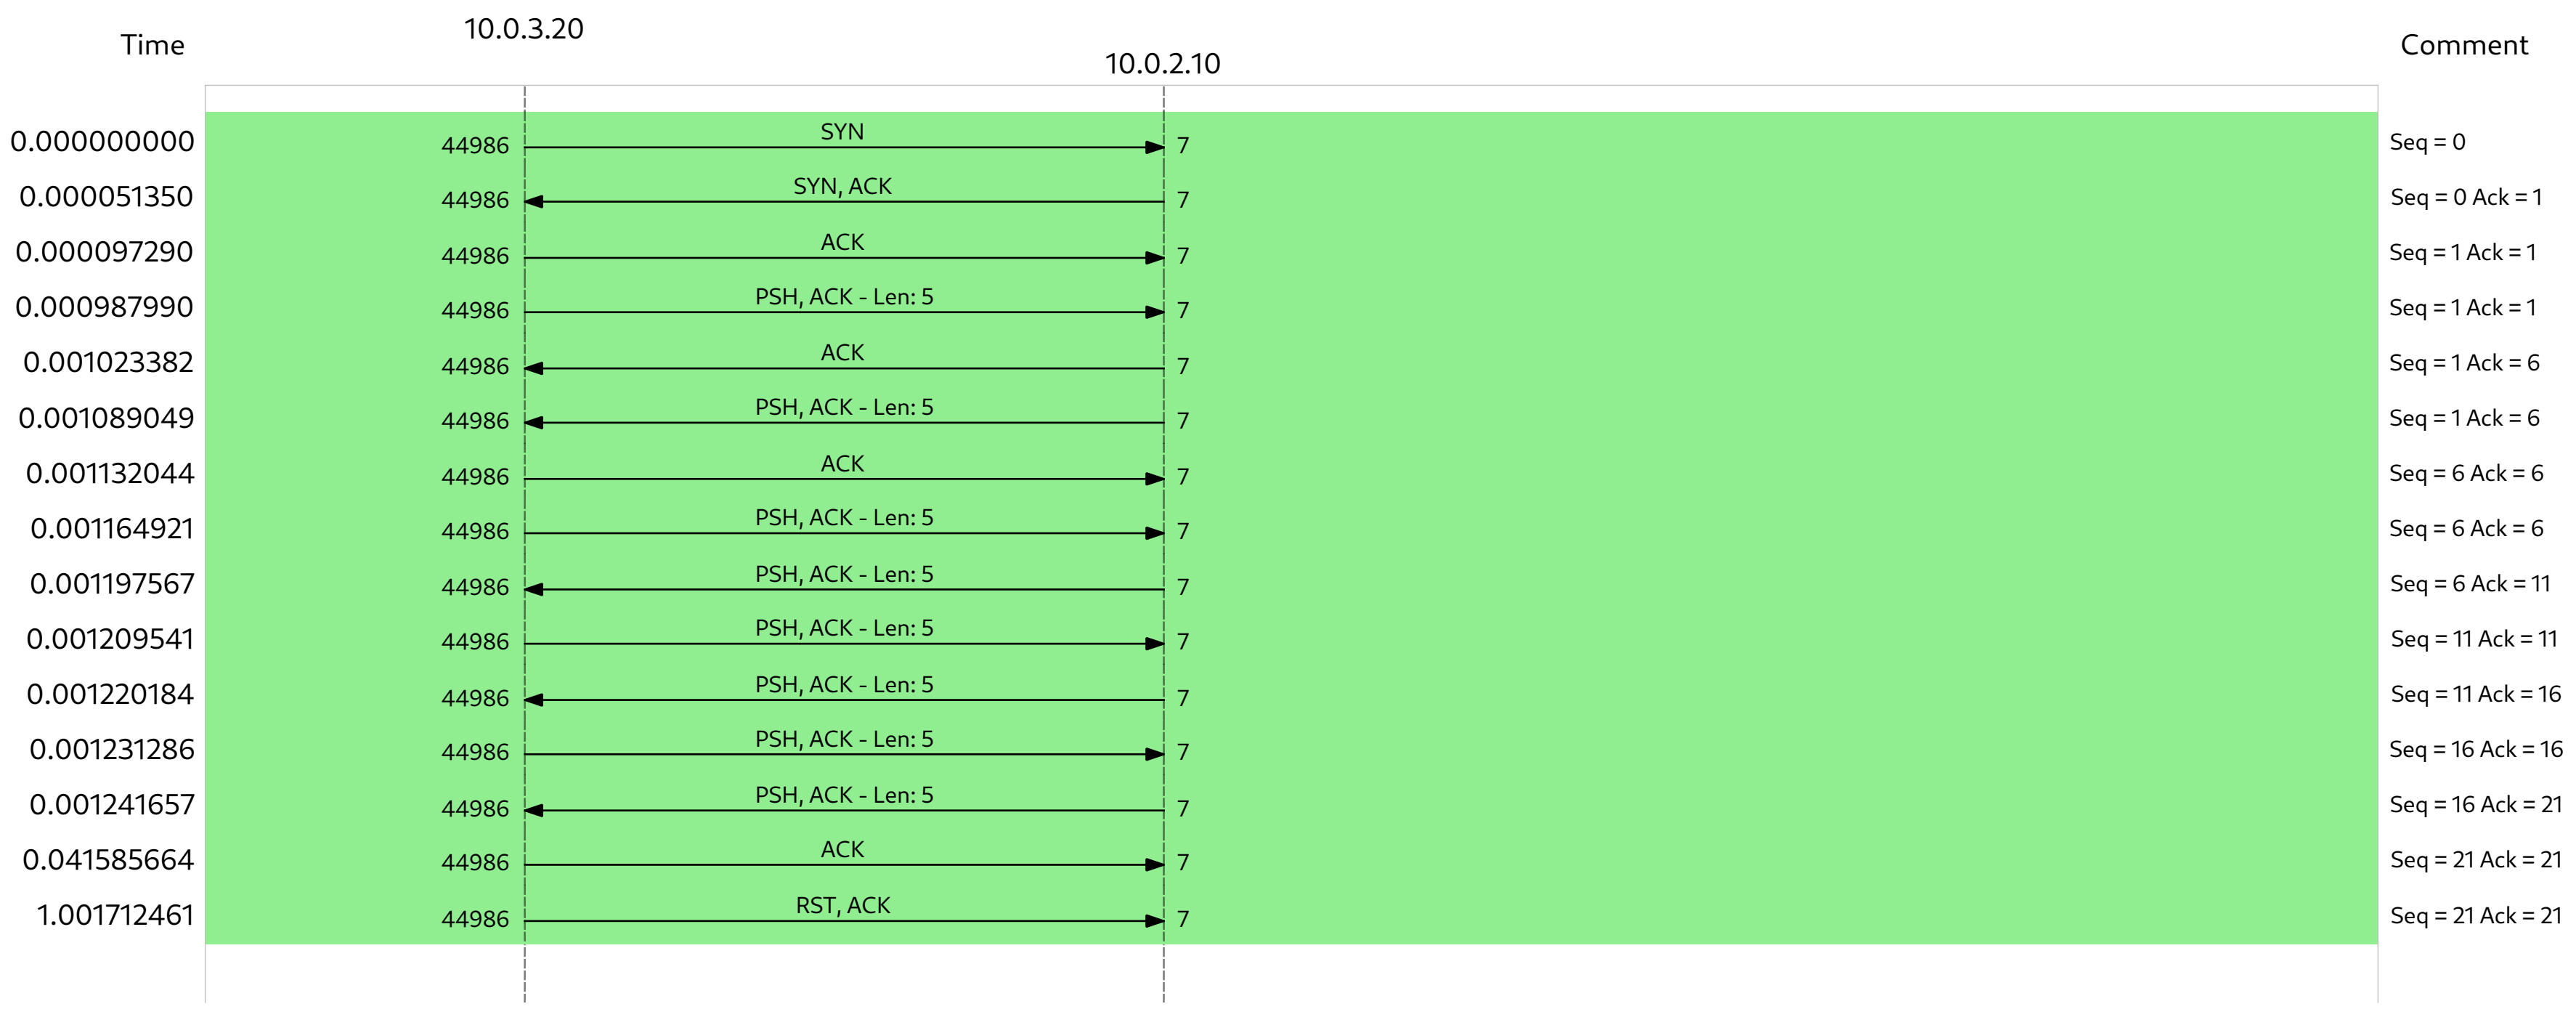 Time 10.0.3.20 10.0.2.10 Comment
0.000000000 44986 SYN 7 Seq = 0
0.000051350 44986 SYN, ACK 7 Seq = 0 Ack = 1
0.000097290 44986 ACK 7 Seq = 1 Ack = 1
0.000987990 44986 PSH, ACK - Len: 5 7 Seq = 1 Ack = 1
0.001023382 44986 ACK 7 Seq = 1 Ack = 6
0.001089049 44986 PSH, ACK - Len: 5 7 Seq = 1 Ack = 6
0.001132044 44986 ACK 7 Seq = 6 Ack = 6
0.001164921 44986 PSH, ACK - Len: 5 7 Seq = 6 Ack = 6
0.001197567 44986 PSH, ACK - Len: 5 7 Seq = 6 Ack = 11
0.001209541 44986 PSH, ACK - Len: 5 7 Seq = 11 Ack = 11
0.001220184 44986 PSH, ACK - Len: 5 7 Seq = 11 Ack = 16
0.001231286 44986 PSH, ACK - Len: 5 7 Seq = 16 Ack = 16
0.001241657 44986 PSH, ACK - Len: 5 7 Seq = 16 Ack = 21
0.041585664 44986 ACK 7 Seq = 21 Ack = 21
1.001712461 44986 RST, ACK 7 Seq = 21 Ack = 21